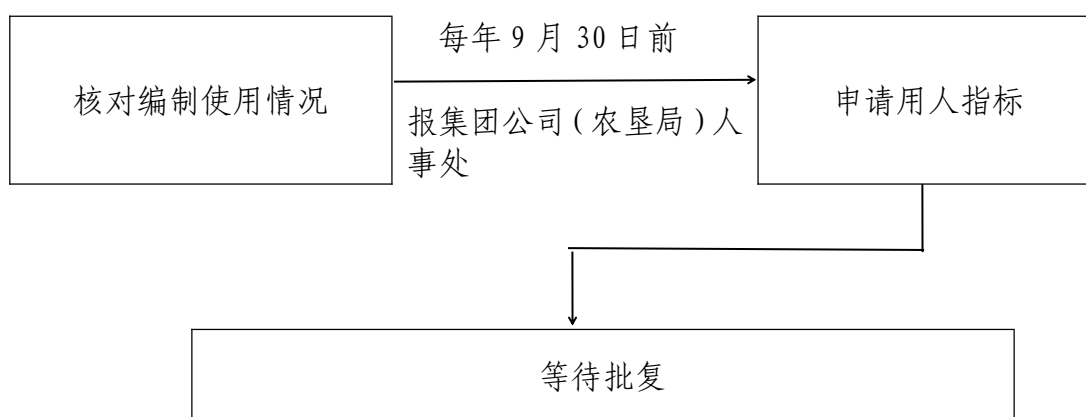 每年9月30日前
核对编制使用情况
申请用人指标
报集团公司(农垦局)人
事处
等待批复